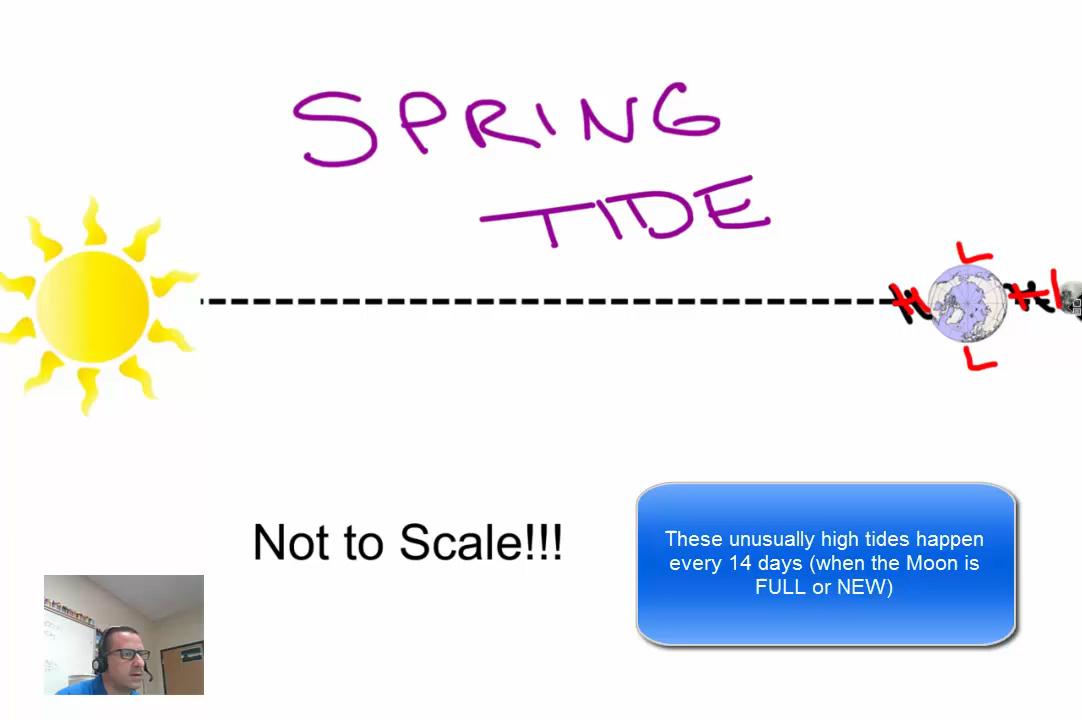 SPRING
TIDE
L
H H
L
Not to Scale!!!
These unusually high tides happen
every 14 days (when the Moon is
FULL or NEW)